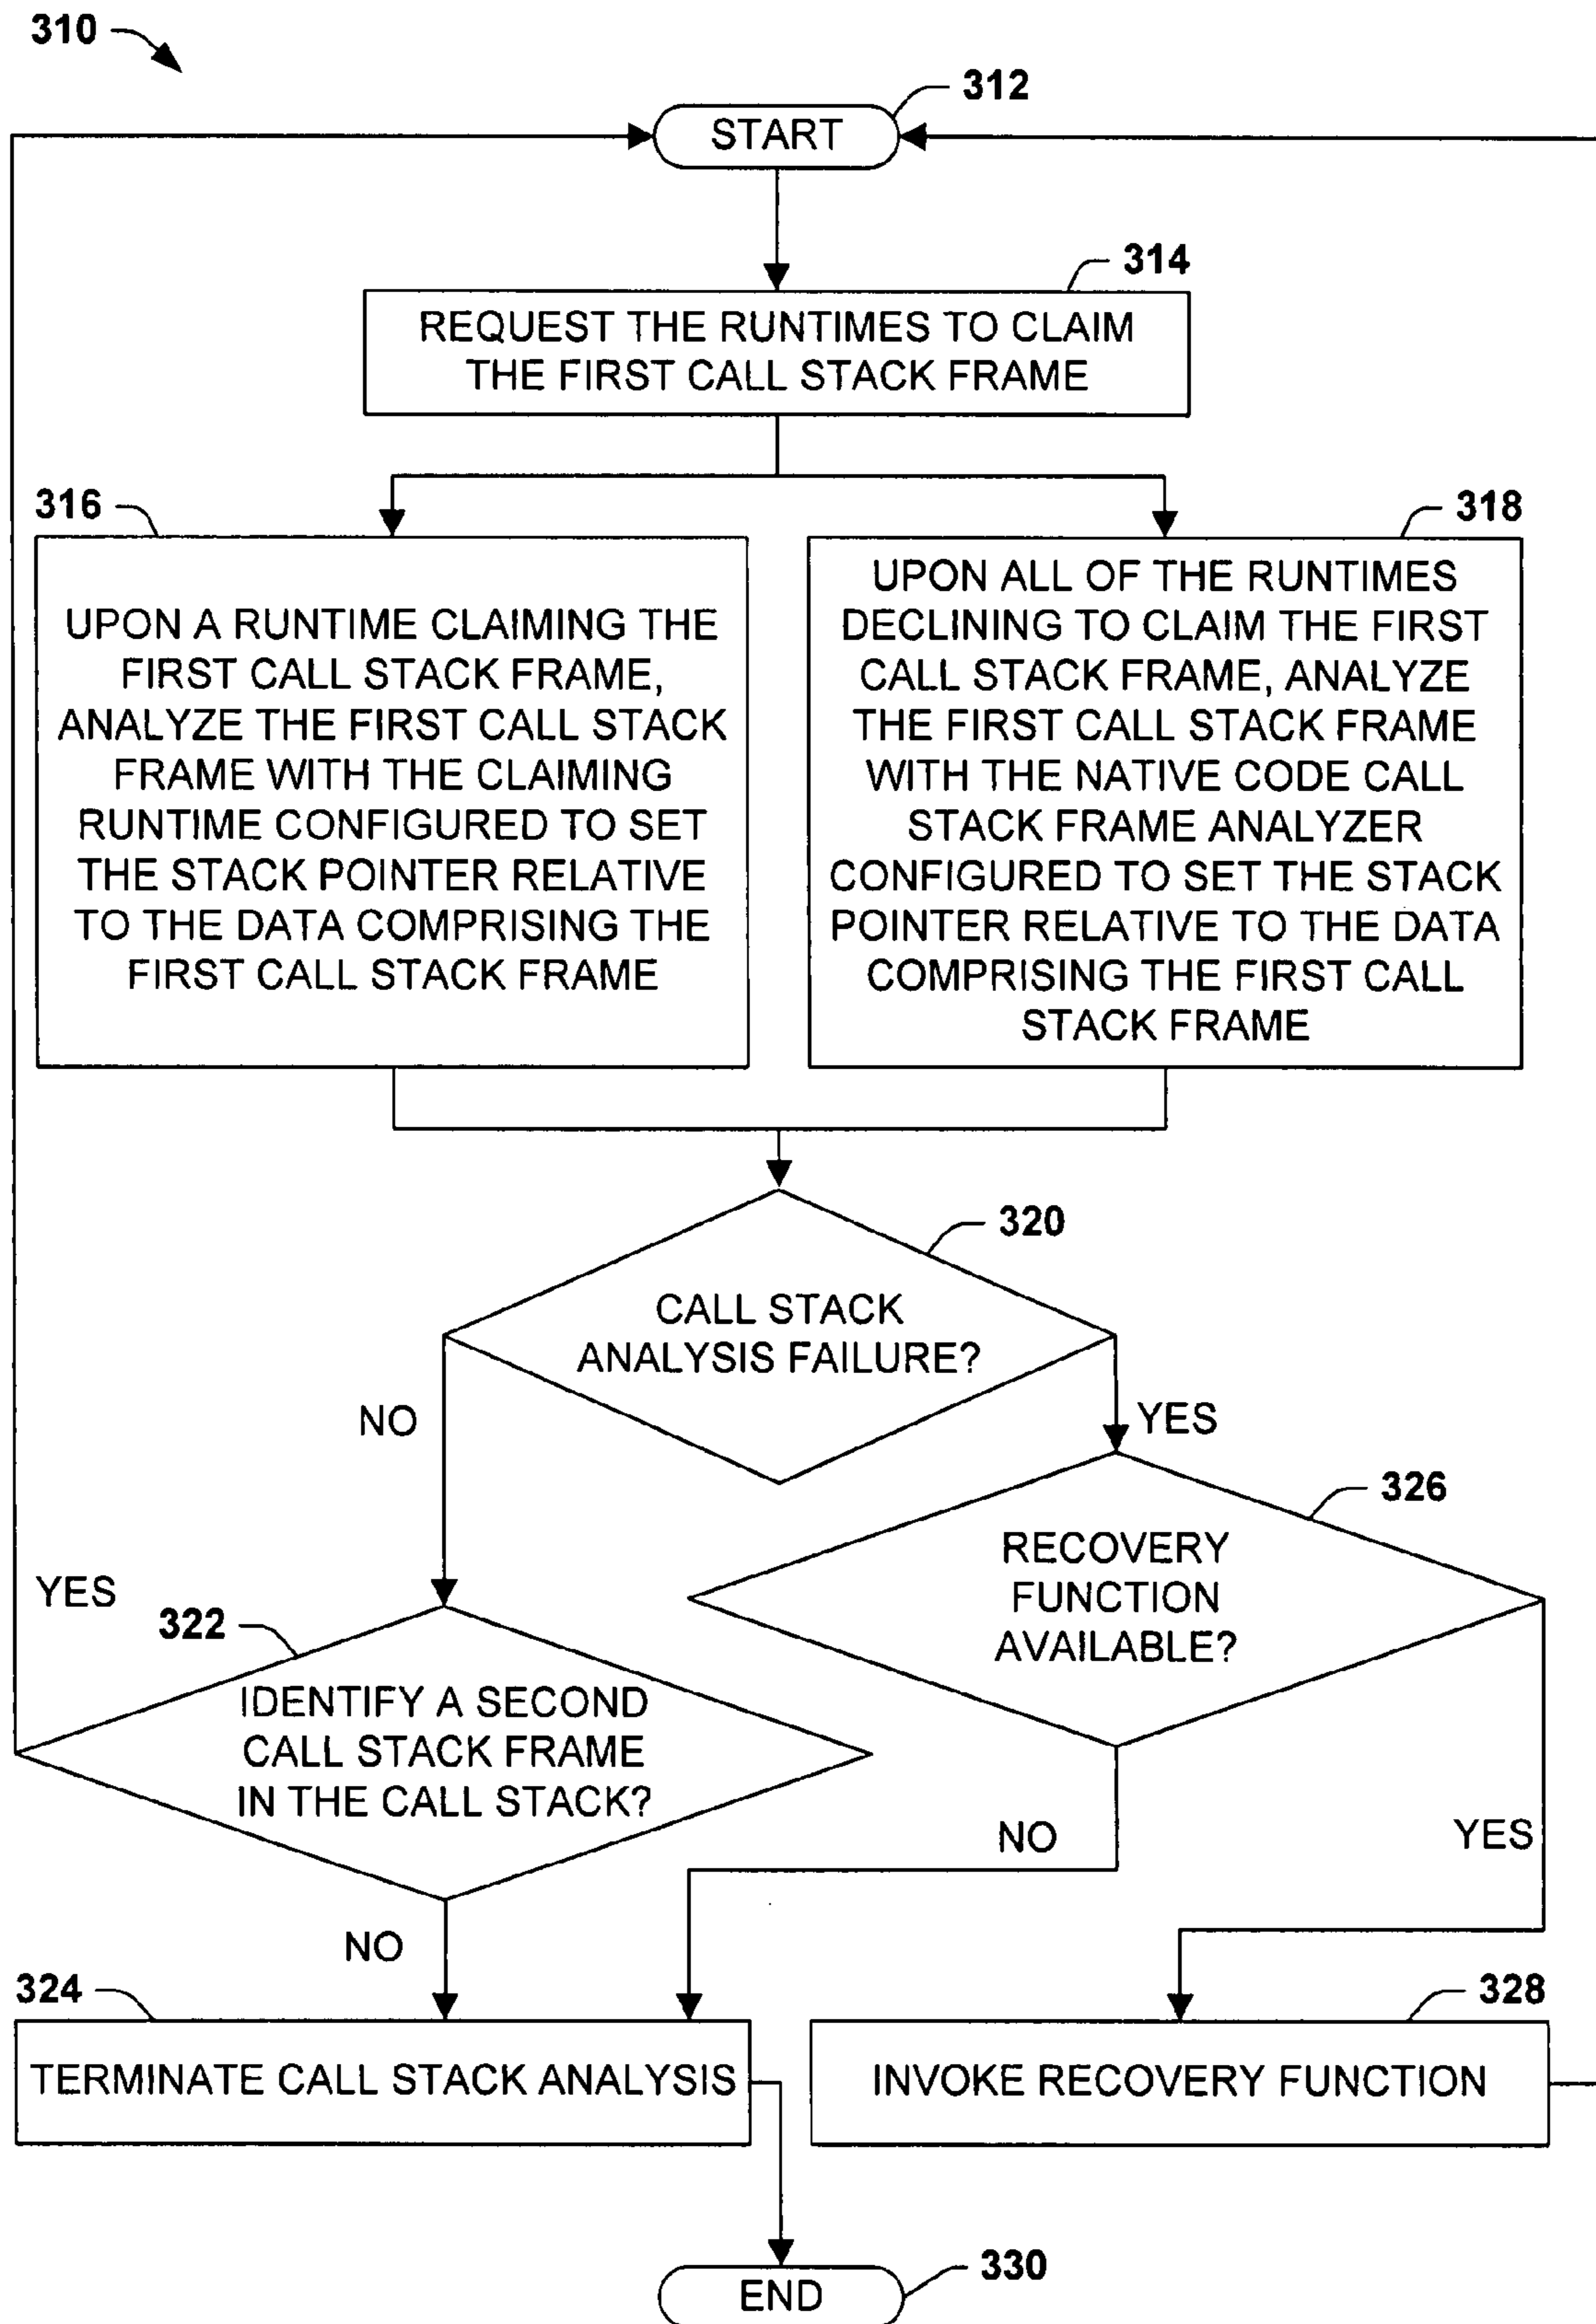 310
312
START
314
REQUEST THE RUNTIMES TO CLAIM
THE FIRST CALL STACK FRAME
316
UPON A RUNTIME CLAIMING THE
FIRST CALL STACK FRAME,
ANALYZE THE FIRST CALL STACK
FRAME WITH THE CLAIMING
RUNTIME CONFIGURED TO SET
THE STACK POINTER RELATIVE
TO THE DATA COMPRISING THE
FIRST CALL STACK FRAME
318
UPON ALL OF THE RUNTIMES
DECLINING TO CLAIM THE FIRST
CALL STACK FRAME, ANALYZE
THE FIRST CALL STACK FRAME
WITH THE NATIVE CODE CALL
STACK FRAME ANALYZER
CONFIGURED TO SET THE STACK
POINTER RELATIVE TO THE DATA
COMPRISING THE FIRST CALL
STACK FRAME
320
CALL STACK
ANALYSIS FAILURE?
NO
YES
326
RECOVERY
FUNCTION
AVAILABLE?
YES
322
IDENTIFY A SECOND
CALL STACK FRAME
IN THE CALL STACK?
NO
YES
NO
324
TERMINATE CALL STACK ANALYSIS
328
INVOKE RECOVERY FUNCTION
330
END